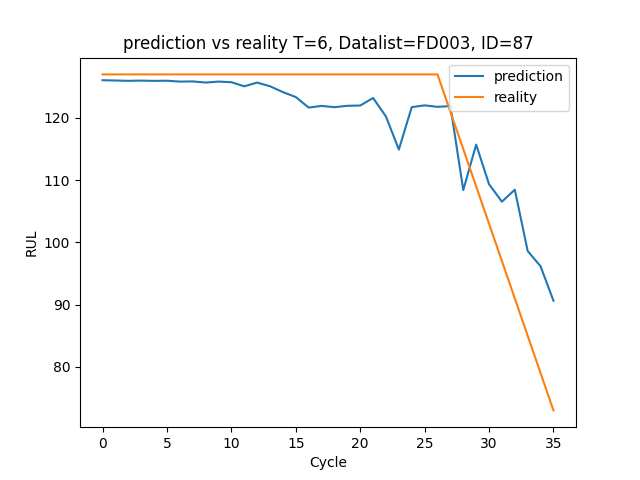 prediction vs reality T=6, Datalist=FD003, ID=87
prediction
reality
120
110
100
90
80
RUL
0 5 10 15 20 25 30 35
Cycle